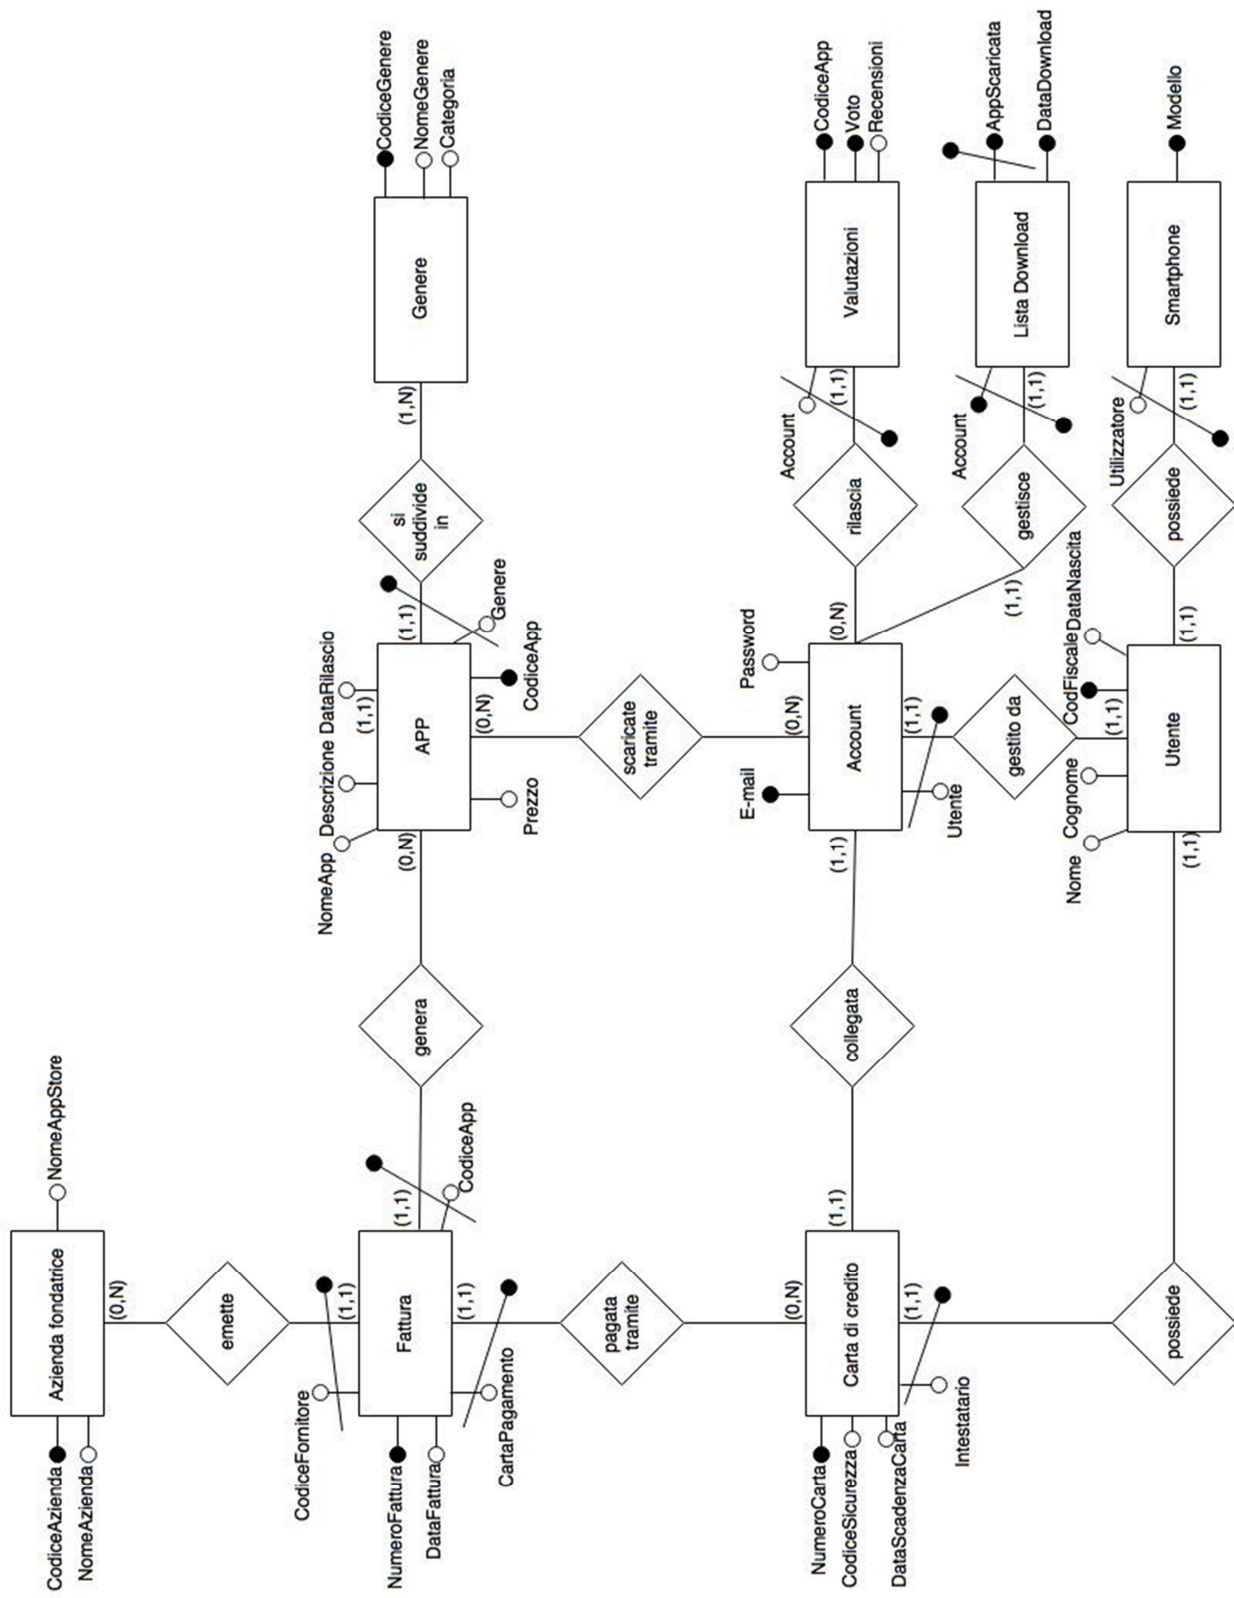 Azienda fondatrice
CodiceAzienda
NomeAzienda
NomeAppStore
(0,N)
emette
(1,1)
CodiceFornitore
Fattura
NumeroFattura
DataFattura
CartaPagamento
CodiceApp
(1,1)
(1,1)
genera
(0,N)
APP
NomeApp
Descrizione
DataRilascio
(1,1)
Prezzo
CodiceApp
(0,N)
Genere
(1,1)
si
suddivide
in
(1,N)
Genere
CodiceGenere
NomeGenere
Categoria
pagata
tramite
(0,N)
scaricate
tramite
(0,N)
Carta di credito
NumeroCarta
CodiceSicurezza
DataScadenzaCarta
Intestatario
(1,1)
(1,1)
collegata
(1,1)
Account
E-mail
Password
Utente
(1,1)
(0,N)
rilascia
(1,1)
Account
Valutazioni
CodiceApp
Voto
Recensioni
(1,1)
gestisce
(1,1)
Account
Lista Download
AppScaricata
DataDownload
gestito da
(1,1)
possiede
(1,1)
Utente
Nome
Cognome
CodFiscale
DataNascita
(1,1)
possiede
(1,1)
Utilizzatore
Smartphone
Modello